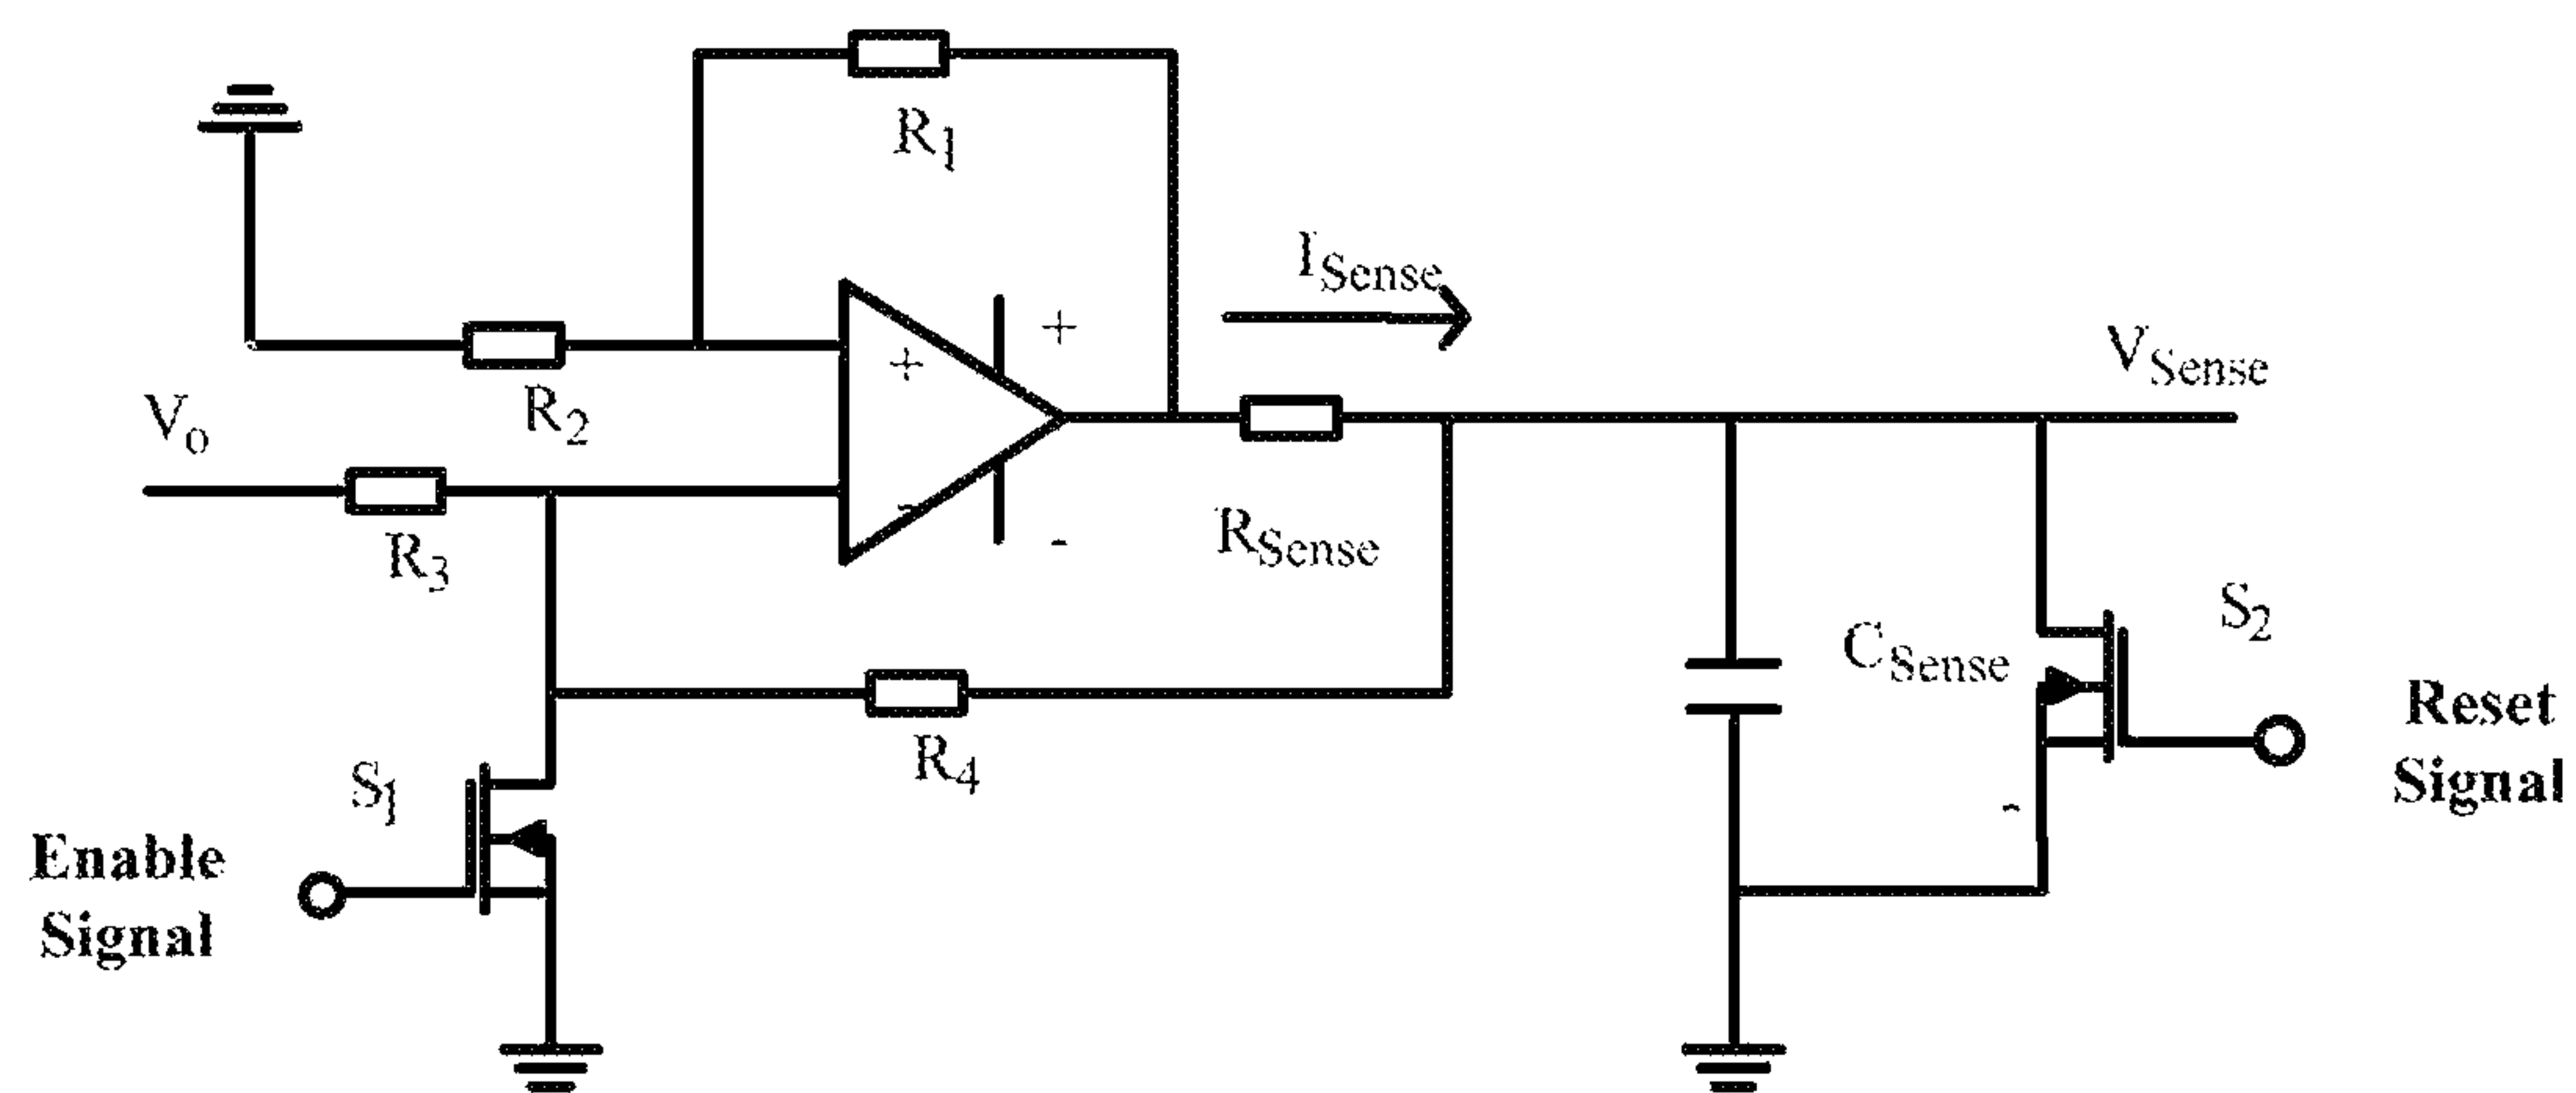 R1
ISense
+
VSense
+
R2
Vo
-
RSense
-
R3
CSense
S2
Reset
Signal
R4
S1
-
Enable
Signal